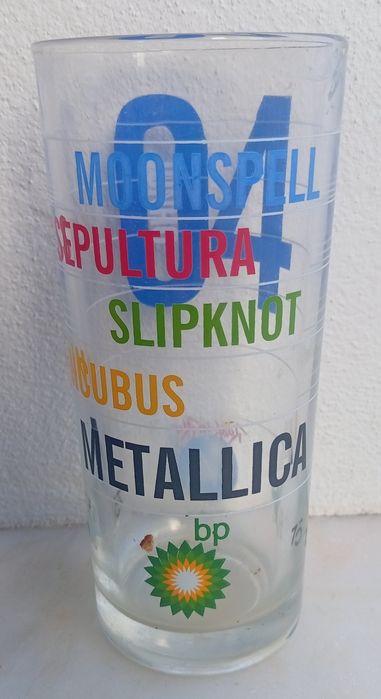 04
MOONSPELL
SEPULTURA
SLIPKNOT
INCUBUS
METALLICA
bp